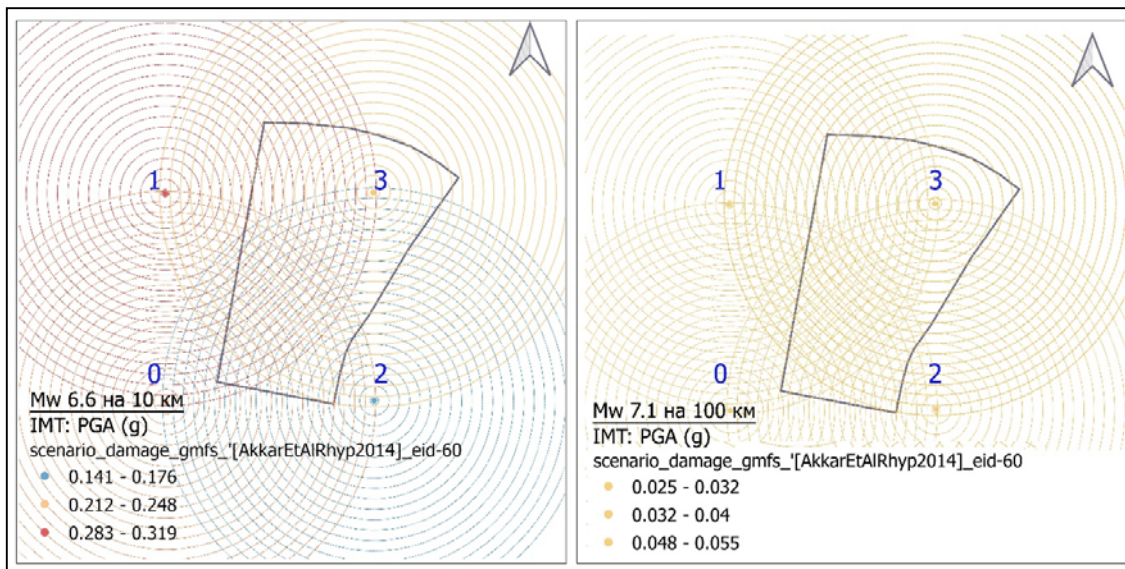 1
3
0
2
Mw 6.6 на 10 км
IMT: PGA (g)
scenario_damage_gmfs_'[AkkarEtAlRhyp2014]_eid-60
0.141 - 0.176
0.212 - 0.248
0.283 - 0.319
1
3
0
2
Mw 7.1 на 100 км
IMT: PGA (g)
scenario_damage_gmfs_'[AkkarEtAlRhyp2014]_eid-60
0.025 - 0.032
0.032 - 0.04
0.048 - 0.055